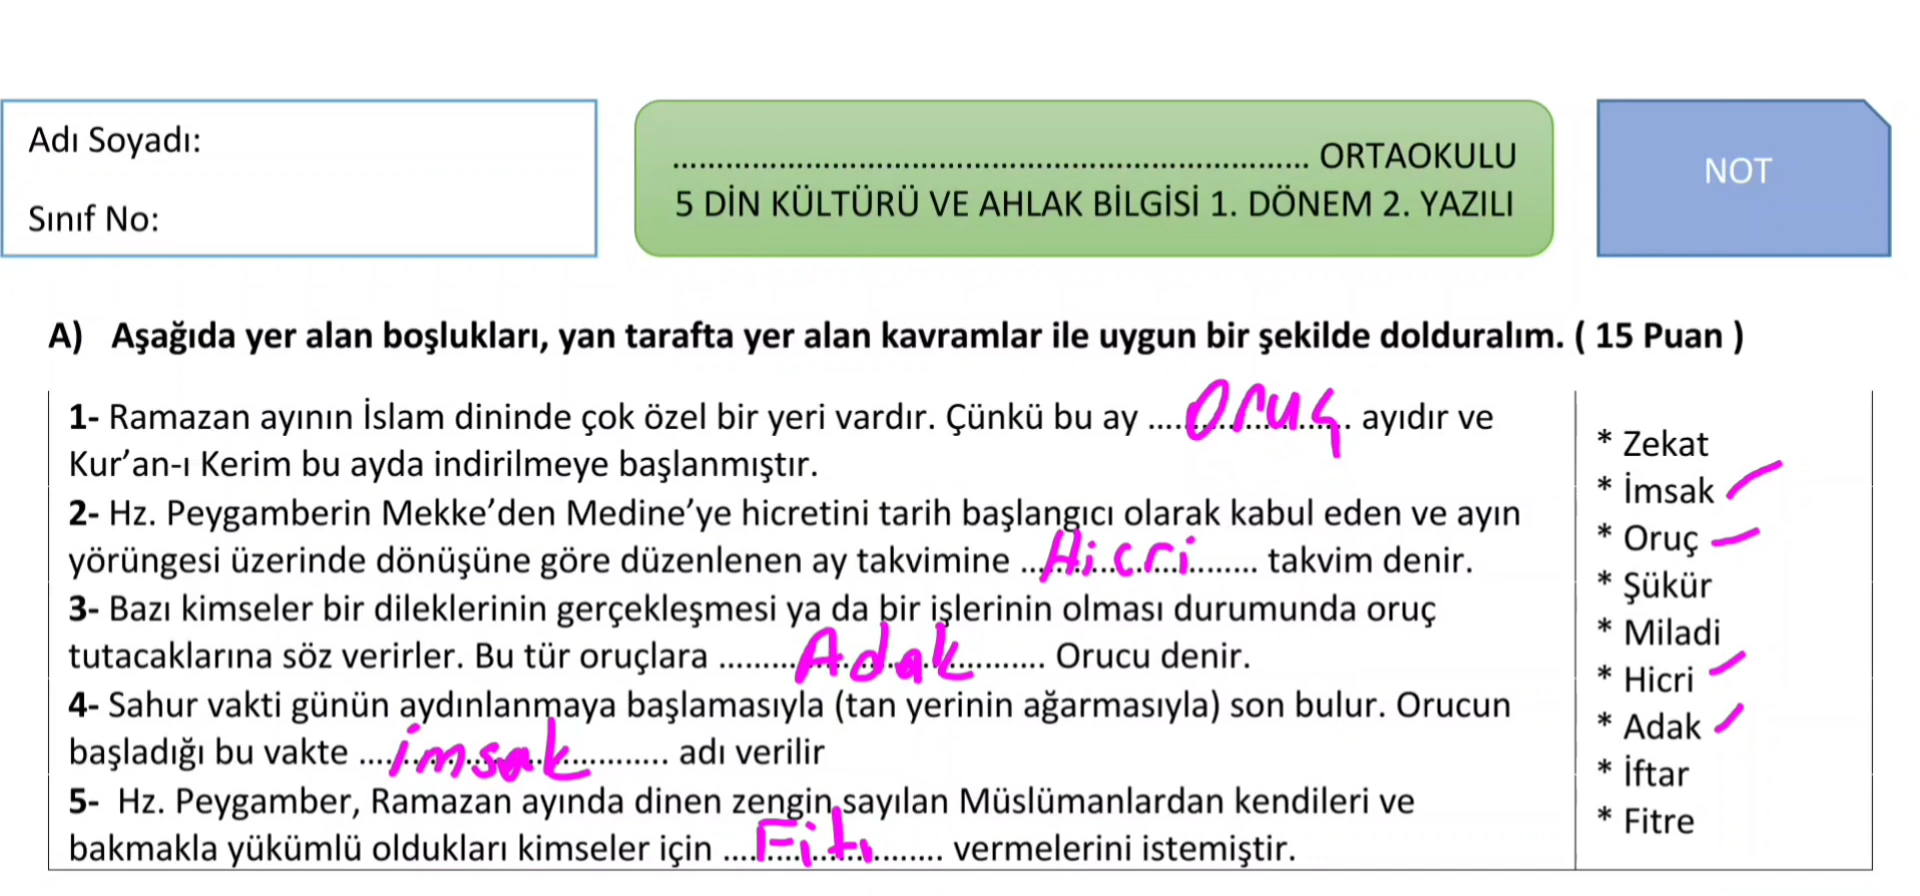 Adı Soyadı:
Sınıf No:
........................................................................ ORTAOKULU
5 DİN KÜLTÜRÜ VE AHLAK BİLGİSİ 1. DÖNEM 2. YAZILI
NOT
A) Aşağıda yer alan boşlukları, yan tarafta yer alan kavramlar ile uygun bir şekilde dolduralım. ( 15 Puan )
1- Ramazan ayının İslam dininde çok özel bir yeri vardır. Çünkü bu ay .... Oruç . ayıdır ve
Kur’an-ı Kerim bu ayda indirilmeye başlanmıştır.
2- Hz. Peygamberin Mekke’den Medine’ye hicretini tarih başlangıcı olarak kabul eden ve ayın
yörüngesi üzerinde dönüşüne göre düzenlenen ay takvimine ... Hicri ....... takvim denir.
3- Bazı kimseler bir dileklerinin gerçekleşmesi ya da bir işlerinin olması durumunda oruç
tutacaklarına söz verirler. Bu tür oruçlara ......... Adak ......... Orucu denir.
4- Sahur vakti günün aydınlanmaya başlamasıyla (tan yerinin ağarmasıyla) son bulur. Orucun
başladığı bu vakte .... imsak ......... adı verilir
5- Hz. Peygamber, Ramazan ayında dinen zengin sayılan Müslümanlardan kendileri ve
bakmakla yükümlü oldukları kimseler için .... Fitı ........ vermelerini istemiştir.
* Zekat
* İmsak
* Oruç
* Şükür
* Miladi
* Hicri
* Adak
* İftar
* Fitre